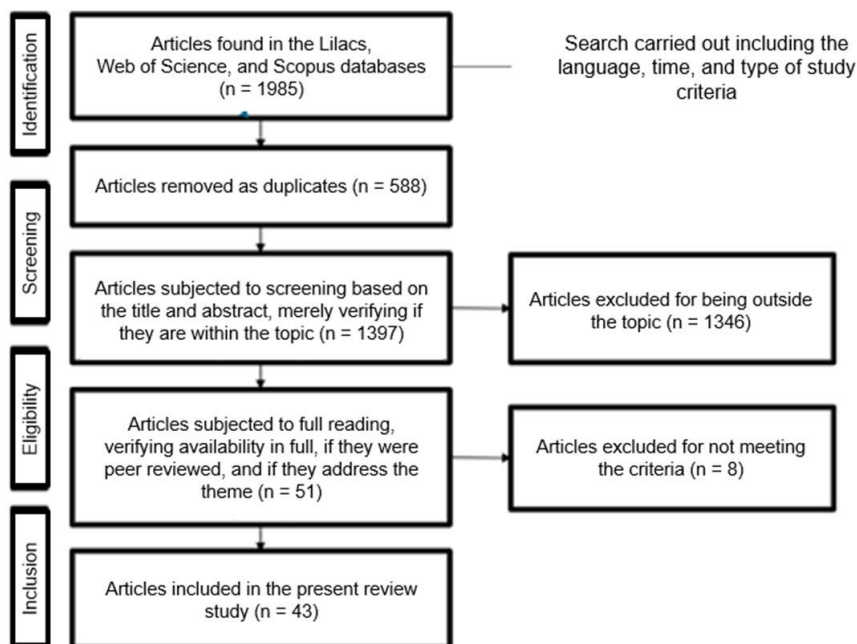 Identification
Articles found in the Lilacs,
Web of Science, and Scopus databases
(n = 1985)
Search carried out including the
language, time, and type of study
criteria
Articles removed as duplicates (n = 588)
Screening
Articles subjected to screening based on
the title and abstract, merely verifying if
they are within the topic (n = 1397)
Articles excluded for being outside
the topic (n = 1346)
Eligibility
Articles subjected to full reading,
verifying availability in full, if they were
peer reviewed, and if they address the
theme (n = 51)
Articles excluded for not meeting
the criteria (n = 8)
Inclusion
Articles included in the present review
study (n = 43)